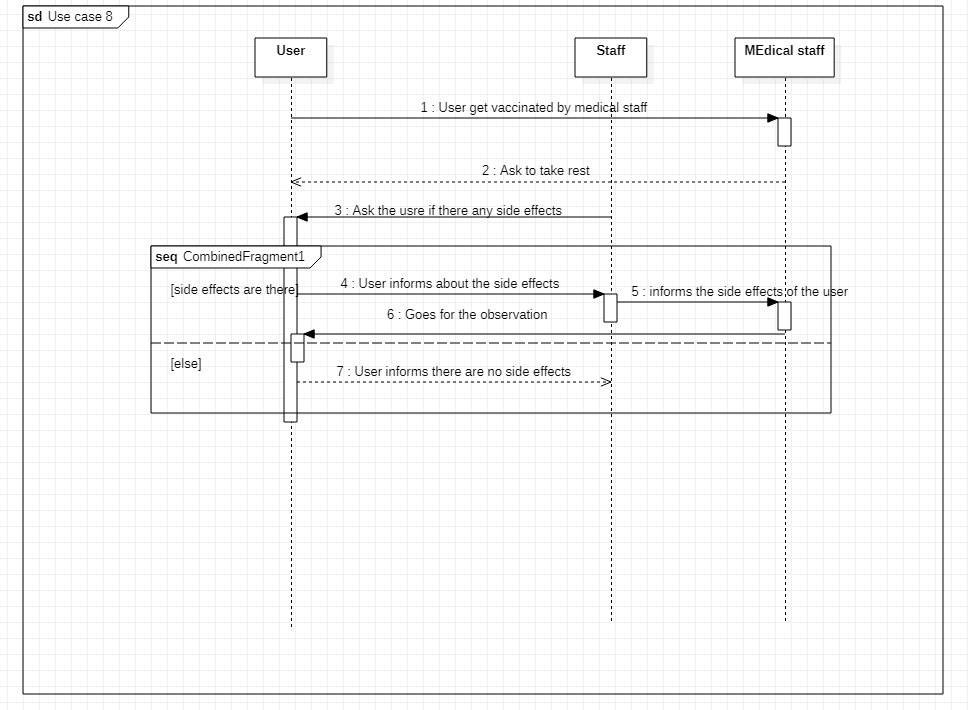 sd Use case 8
User
Staff
MEdical staff
1 : User get vaccinated by medical staff
2 : Ask to take rest
3 : Ask the usre if there any side effects
seq CombinedFragment1
[side effects are there]
4 : User informs about the side effects
5 : informs the side effects of the user
6 : Goes for the observation
[else]
7 : User informs there are no side effects